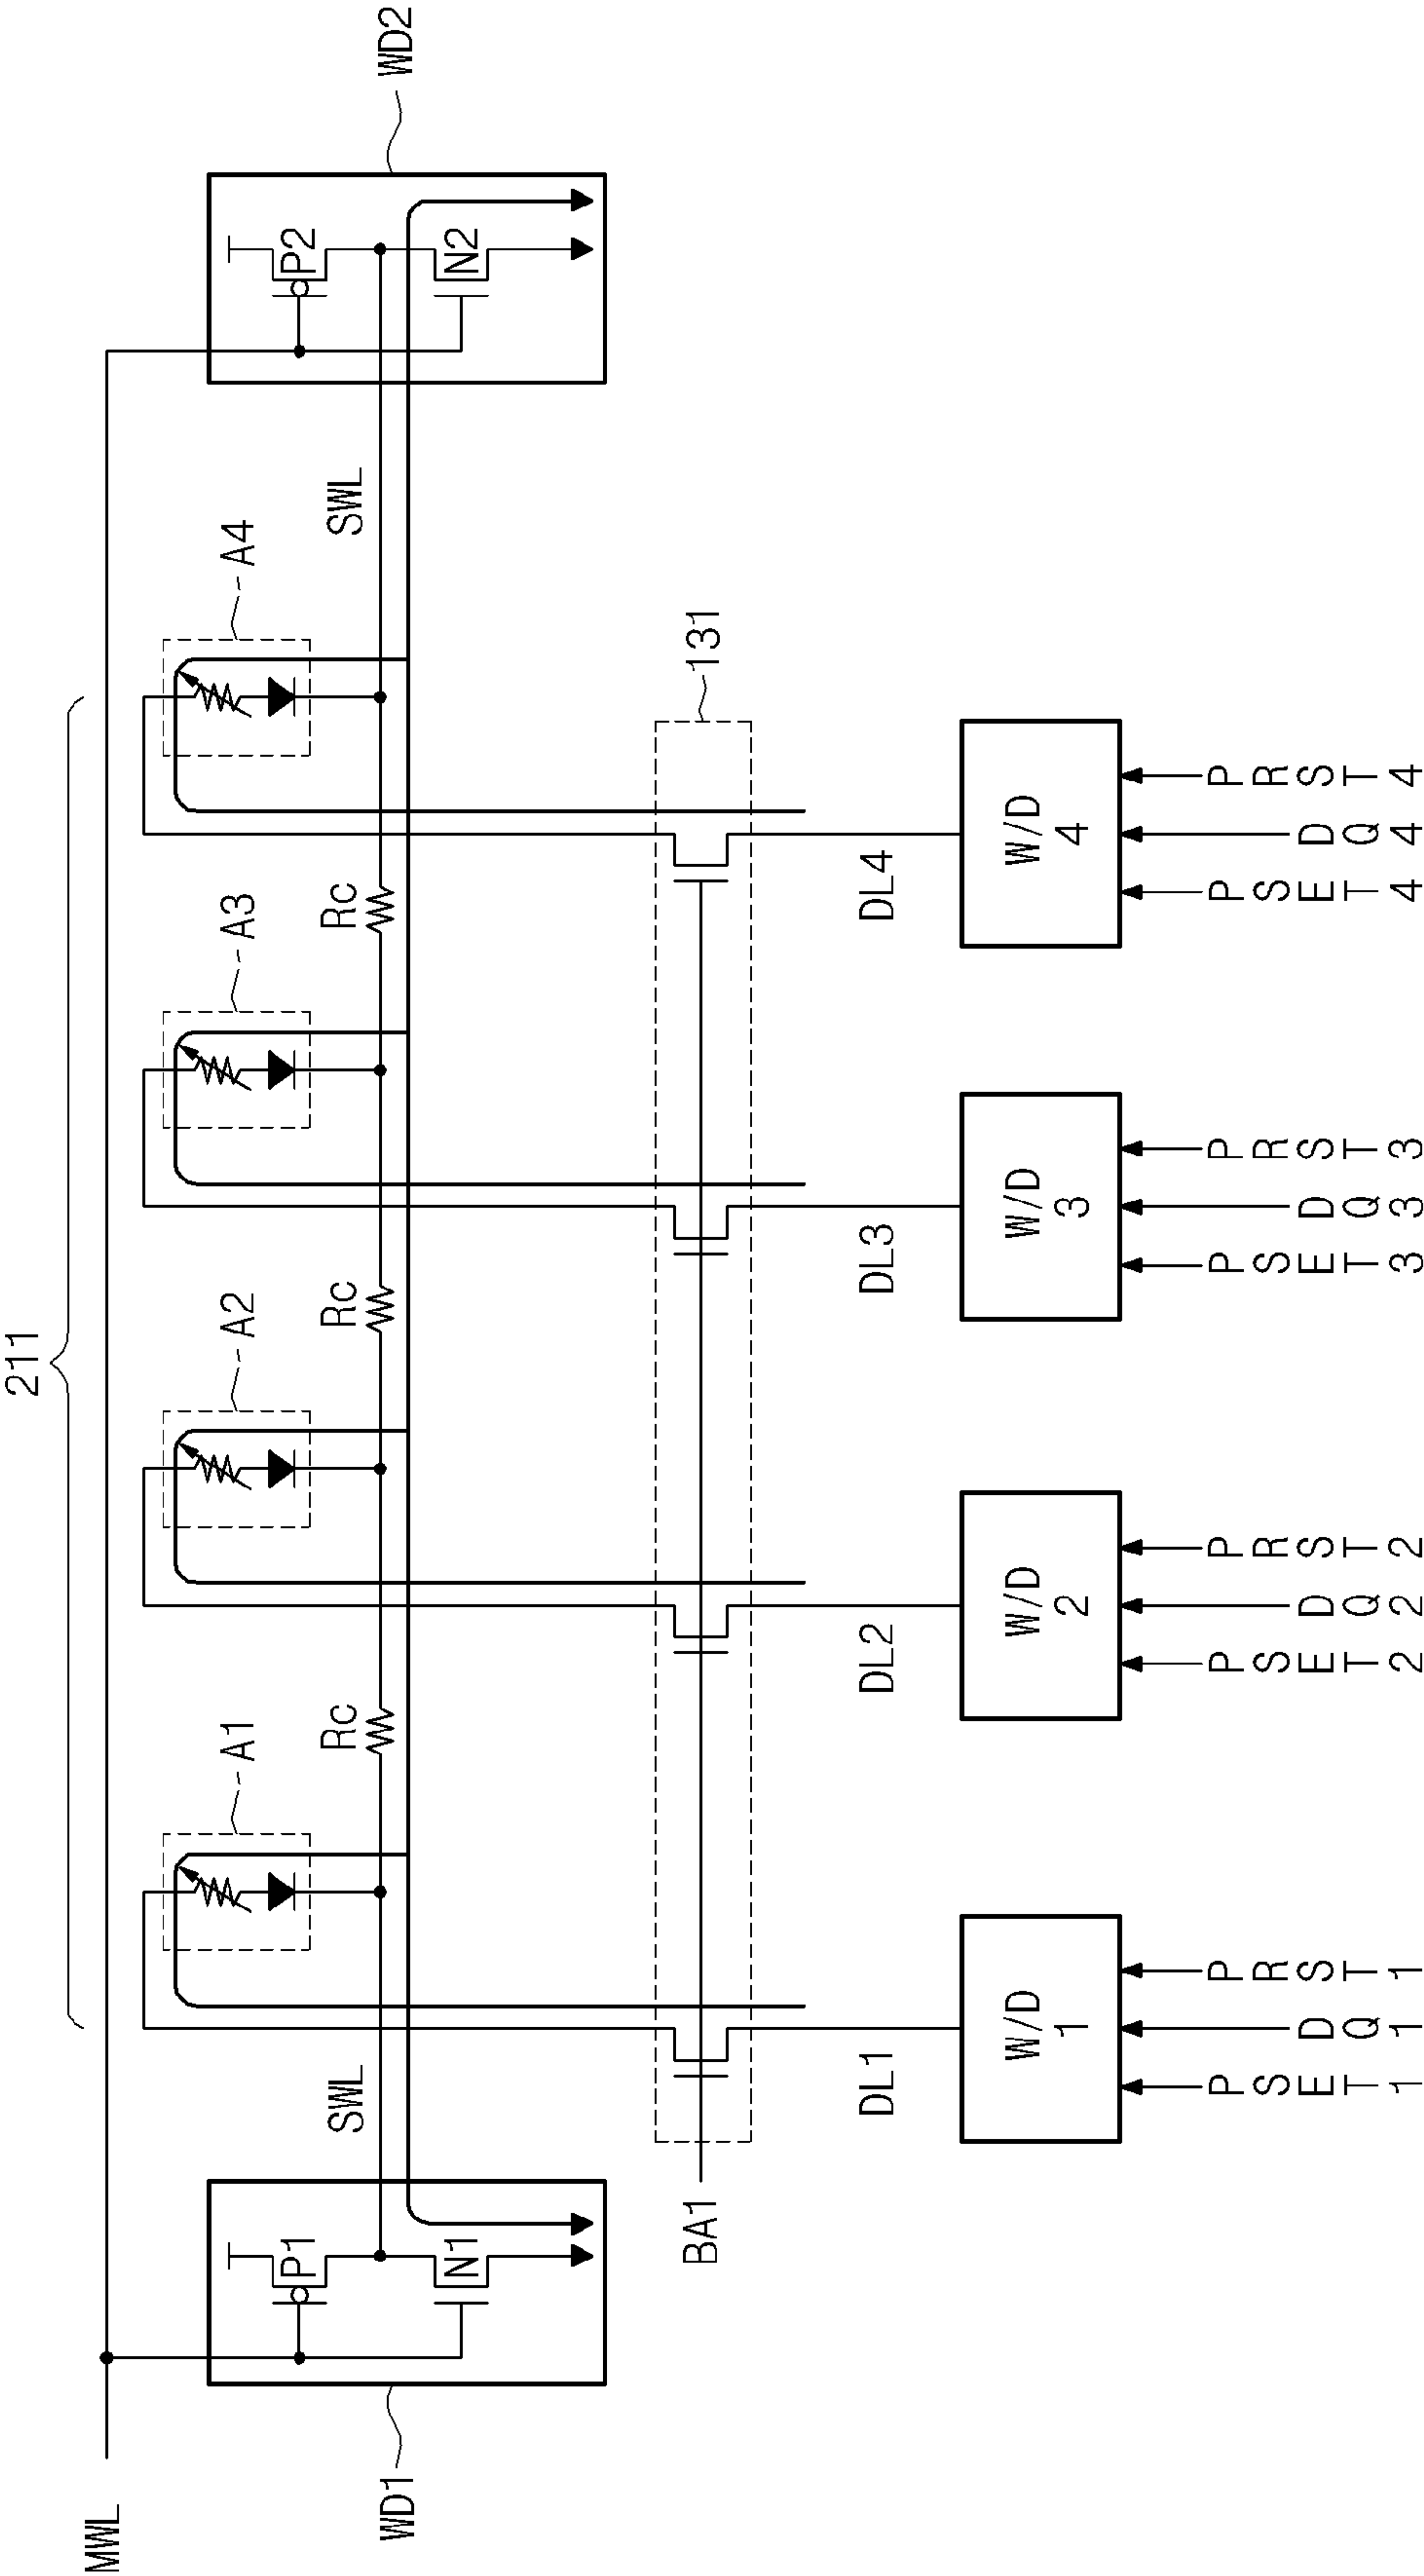 211
MWL
A1
A2
A3
A4
WD1
P1
N1
SWL
Rc
Rc
Rc
SWL
P2
N2
WD2
BA1
131
DL1
DL2
DL3
DL4
W/D
1
W/D
2
W/D
3
W/D
4
PSET1
DQ1
PRST1
PSET2
DQ2
PRST2
PSET3
DQ3
PRST3
PSET4
DQ4
PRST4